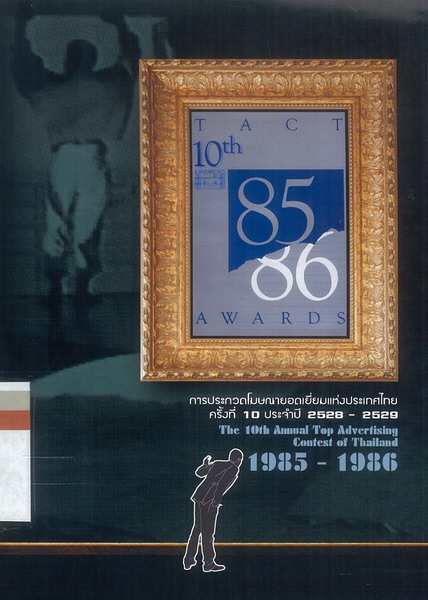 TACT
10th
85
86
AWARDS
การประกวดโฆษณายอดเยี่ยมแห่งประเทศไทย
ครั้งที่ 10 ประจำปี 2528 - 2529
The 10th Annual Top Advertising
Contest of Thailand
1985 - 1986